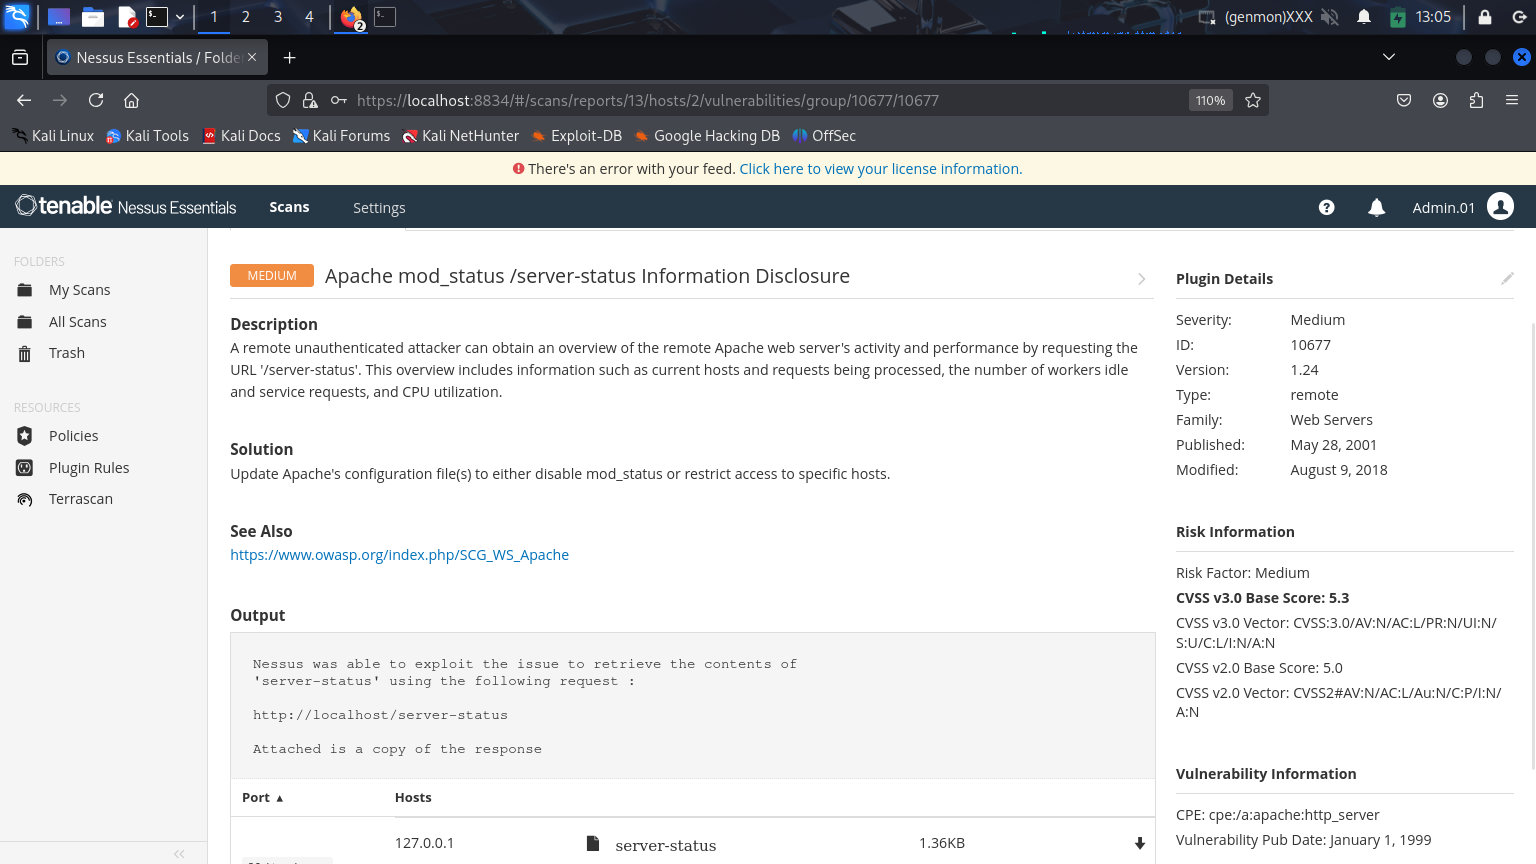 1 2 3 4 2 (genmon)XXX 13:05
Nessus Essentials / Folde
https://localhost:8834/#/scans/reports/13/hosts/2/vulnerabilities/group/10677/10677 110%
Kali Linux Kali Tools Kali Docs Kali Forums Kali NetHunter Exploit-DB Google Hacking DB OffSec
There's an error with your feed. Click here to view your license information.
tenable Nessus Essentials Scans Settings Admin.01
FOLDERS
My Scans
All Scans
Trash
RESOURCES
Policies
Plugin Rules
Terrascan
MEDIUM Apache mod_status /server-status Information Disclosure
Description
A remote unauthenticated attacker can obtain an overview of the remote Apache web server's activity and performance by requesting the
URL '/server-status'. This overview includes information such as current hosts and requests being processed, the number of workers idle
and service requests, and CPU utilization.
Solution
Update Apache's configuration file(s) to either disable mod_status or restrict access to specific hosts.
See Also
https://www.owasp.org/index.php/SCG_WS_Apache
Output
Nessus was able to exploit the issue to retrieve the contents of
'server-status' using the following request :
http://localhost/server-status
Attached is a copy of the response
Port ▲ Hosts
127.0.0.1 server-status 1.36KB
Plugin Details
Severity: Medium
ID: 10677
Version: 1.24
Type: remote
Family: Web Servers
Published: May 28, 2001
Modified: August 9, 2018
Risk Information
Risk Factor: Medium
CVSS v3.0 Base Score: 5.3
CVSS v3.0 Vector: CVSS:3.0/AV:N/AC:L/PR:N/UI:N/
S:U/C:L/I:N/A:N
CVSS v2.0 Base Score: 5.0
CVSS v2.0 Vector: CVSS2#AV:N/AC:L/Au:N/C:P/I:N/
A:N
Vulnerability Information
CPE: cpe:/a:apache:http_server
Vulnerability Pub Date: January 1, 1999